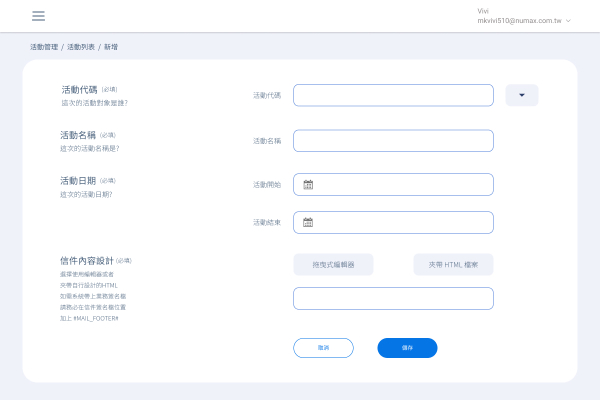 Vivi
mkvivi510@numax.com.tw
活動管理 / 活動列表 / 新增
活動代碼 (必填)
這次的活動對象是誰?
活動代碼
活動名稱 (必填)
這次的活動名稱是?
活動名稱
活動日期 (必填)
這次的活動日期?
活動開始
活動結束
信件內容設計 (必填)
選擇使用編輯器或者
夾帶自行設計的HTML
如需系統帶上業務簽名檔
請務必在信件簽名檔位置
加上 #MAIL_FOOTER#
拖曳式編輯器
夾帶 HTML 檔案
取消
儲存